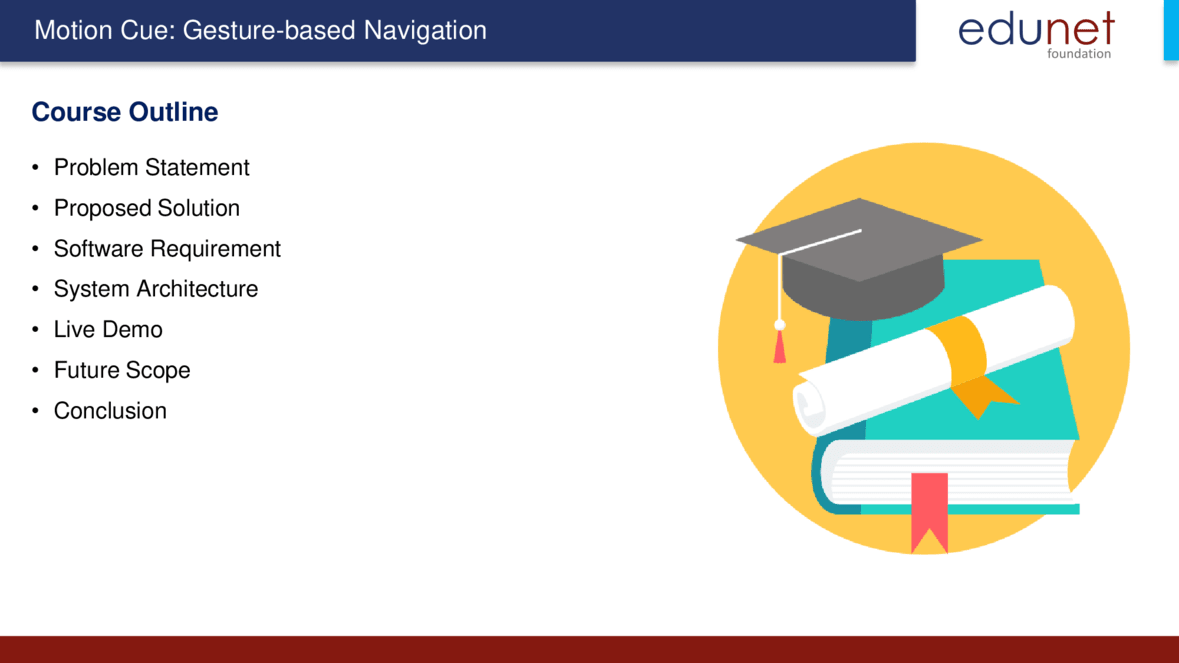 Motion Cue: Gesture-based Navigation
edunet
foundation
Course Outline
• Problem Statement
• Proposed Solution
• Software Requirement
• System Architecture
• Live Demo
• Future Scope
• Conclusion